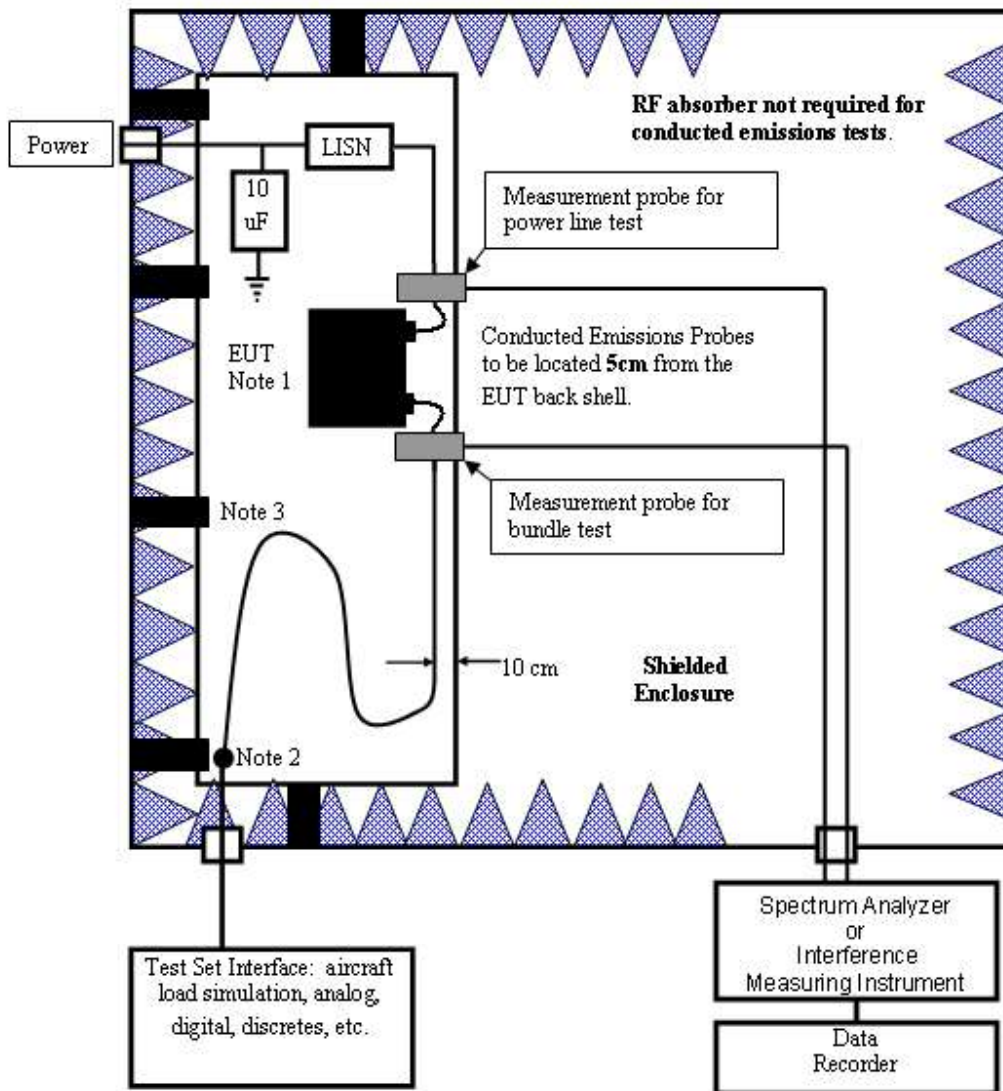 RF absorber not required for
conducted emissions tests.
Power
LISN
10
uF
Measurement probe for
power line test
EUT
Note 1
Conducted Emissions Probes
to be located 5cm from the
EUT back shell.
Measurement probe for
bundle test
Note 3
10 cm
Shielded
Enclosure
Note 2
Test Set Interface: aircraft
load simulation, analog,
digital, discretes, etc.
Spectrum Analyzer
or
Interference
Measuring Instrument
Data
Recorder